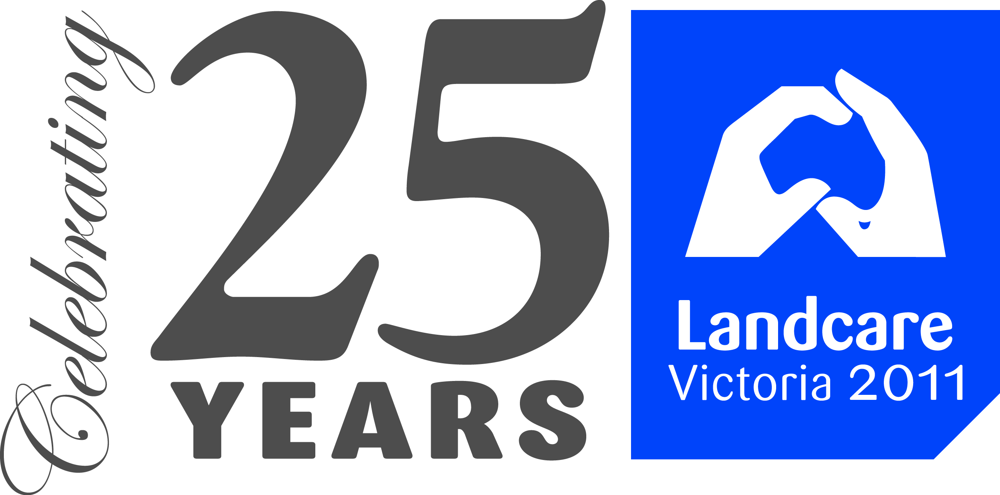 Celebrating
25
YEARS
Landcare
Victoria 2011